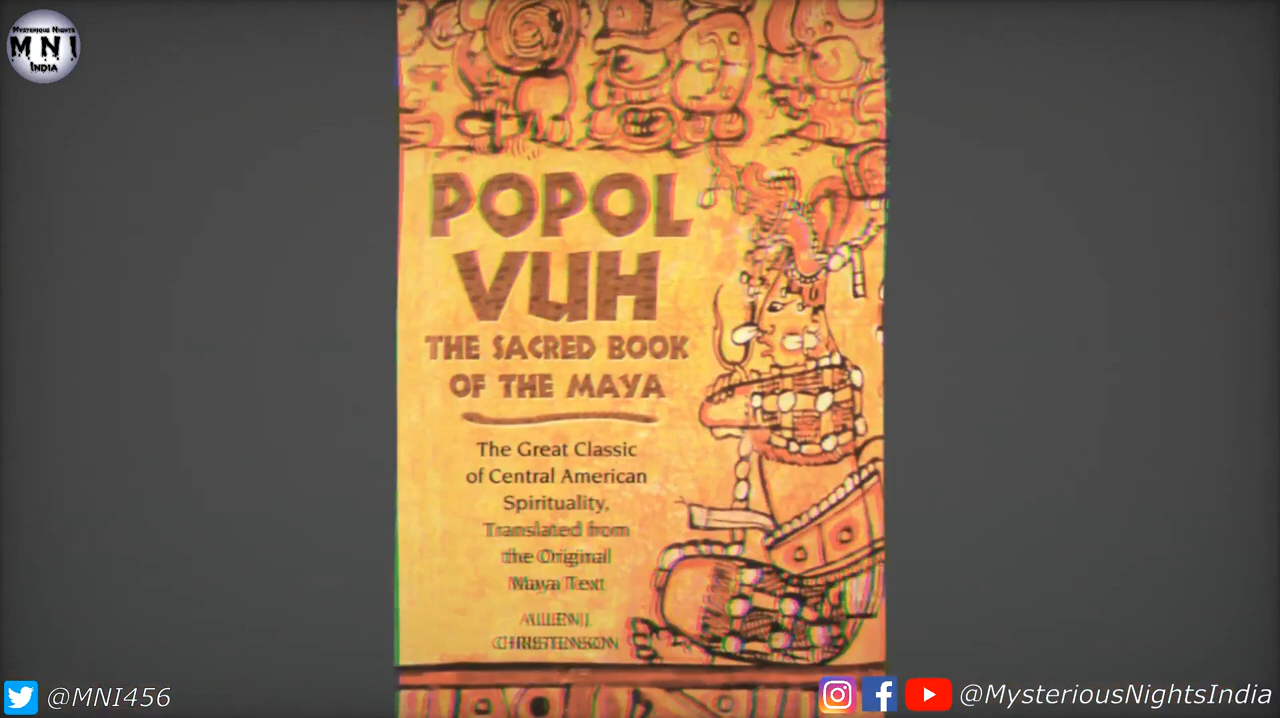 MYSTERIOUS NIGHTS
MNI
INDIA
POPOL
VUH
THE SACRED BOOK
OF THE MAYA
The Great Classic
of Central American
Spirituality,
Translated from
the Original
Maya Text
ALLEN J.
CHRISTENSON
@MNI456
@MysteriousNightsIndia